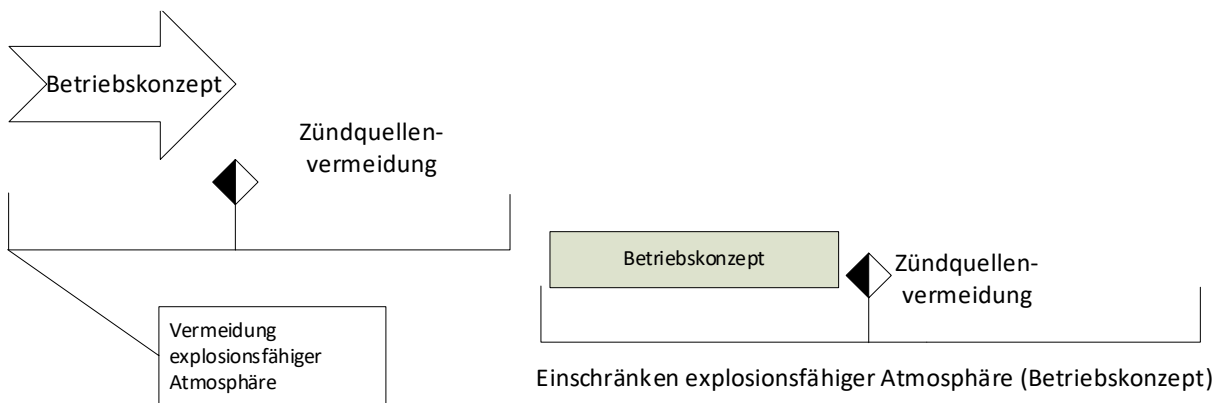 Betriebskonzept
Zündquellen-
vermeidung
Vermeidung
explosionsfähiger
Atmosphäre
Betriebskonzept
Zündquellen-
vermeidung
Einschränken explosionsfähiger Atmosphäre (Betriebskonzept)